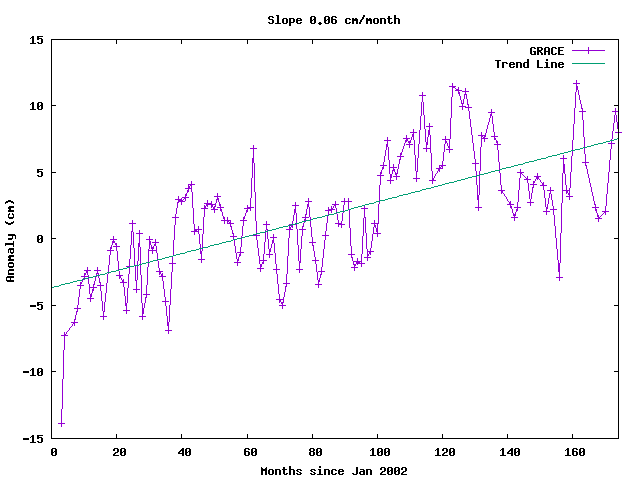 Slope 0.06 cm/month
GRACE
Trend Line
15
10
5
0
-5
-10
-15
Anomaly (cm)
0 20 40 60 80 100 120 140 160
Months since Jan 2002